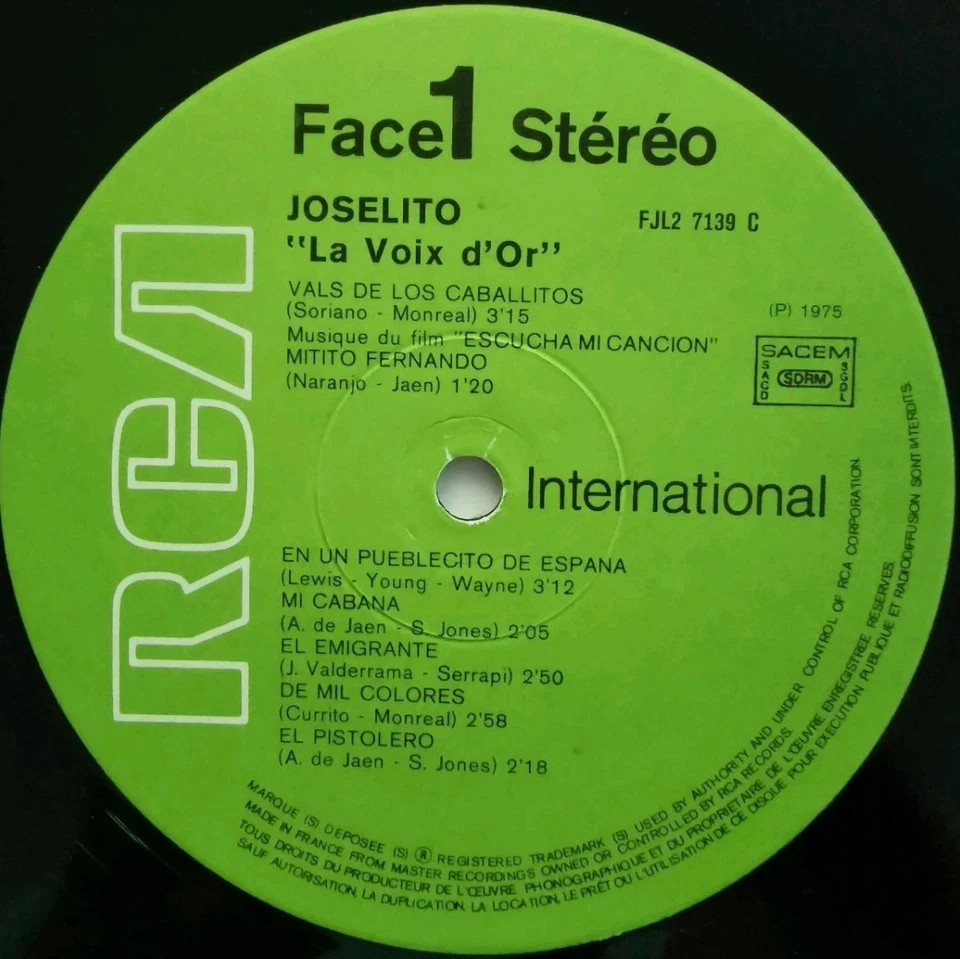 Face 1 Stéréo
JOSELITO
FJL2 7139 C
"La Voix d'Or"
VALS DE LOS CABALLITOS
(Soriano - Monreal) 3'15
(P) 1975
Musique du film "ESCUCHA MI CANCION"
MITITO FERNANDO
(Naranjo - Jaen) 1'20
SACEM
SACD
SDRM
SGDL
RCA
International
EN UN PUEBLECITO DE ESPANA
(Lewis - Young - Wayne) 3'12
MI CABANA
(A. de Jaen - S. Jones) 2'05
EL EMIGRANTE
(J. Valderrama - Serrapi) 2'50
DE MIL COLORES
(Currito - Monreal) 2'58
EL PISTOLERO
(A. de Jaen - S. Jones) 2'18
MARQUE (S) DEPOSEE (S) ® REGISTERED TRADEMARK (S) USED BY AUTHORITY AND UNDER CONTROL OF RCA CORPORATION.
MADE IN FRANCE FROM MASTER RECORDINGS OWNED OR CONTROLLED BY RCA RECORDS.
TOUS DROITS DU PRODUCTEUR DE L'ŒUVRE PHONOGRAPHIQUE ET DU PROPRIETAIRE DE L'ŒUVRE ENREGISTREE RESERVES.
SAUF AUTORISATION, LA DUPLICATION, LA LOCATION, LE PRÊT OU L'UTILISATION DE CE DISQUE POUR EXECUTION PUBLIQUE ET RADIODIFFUSION SONT INTERDITS.